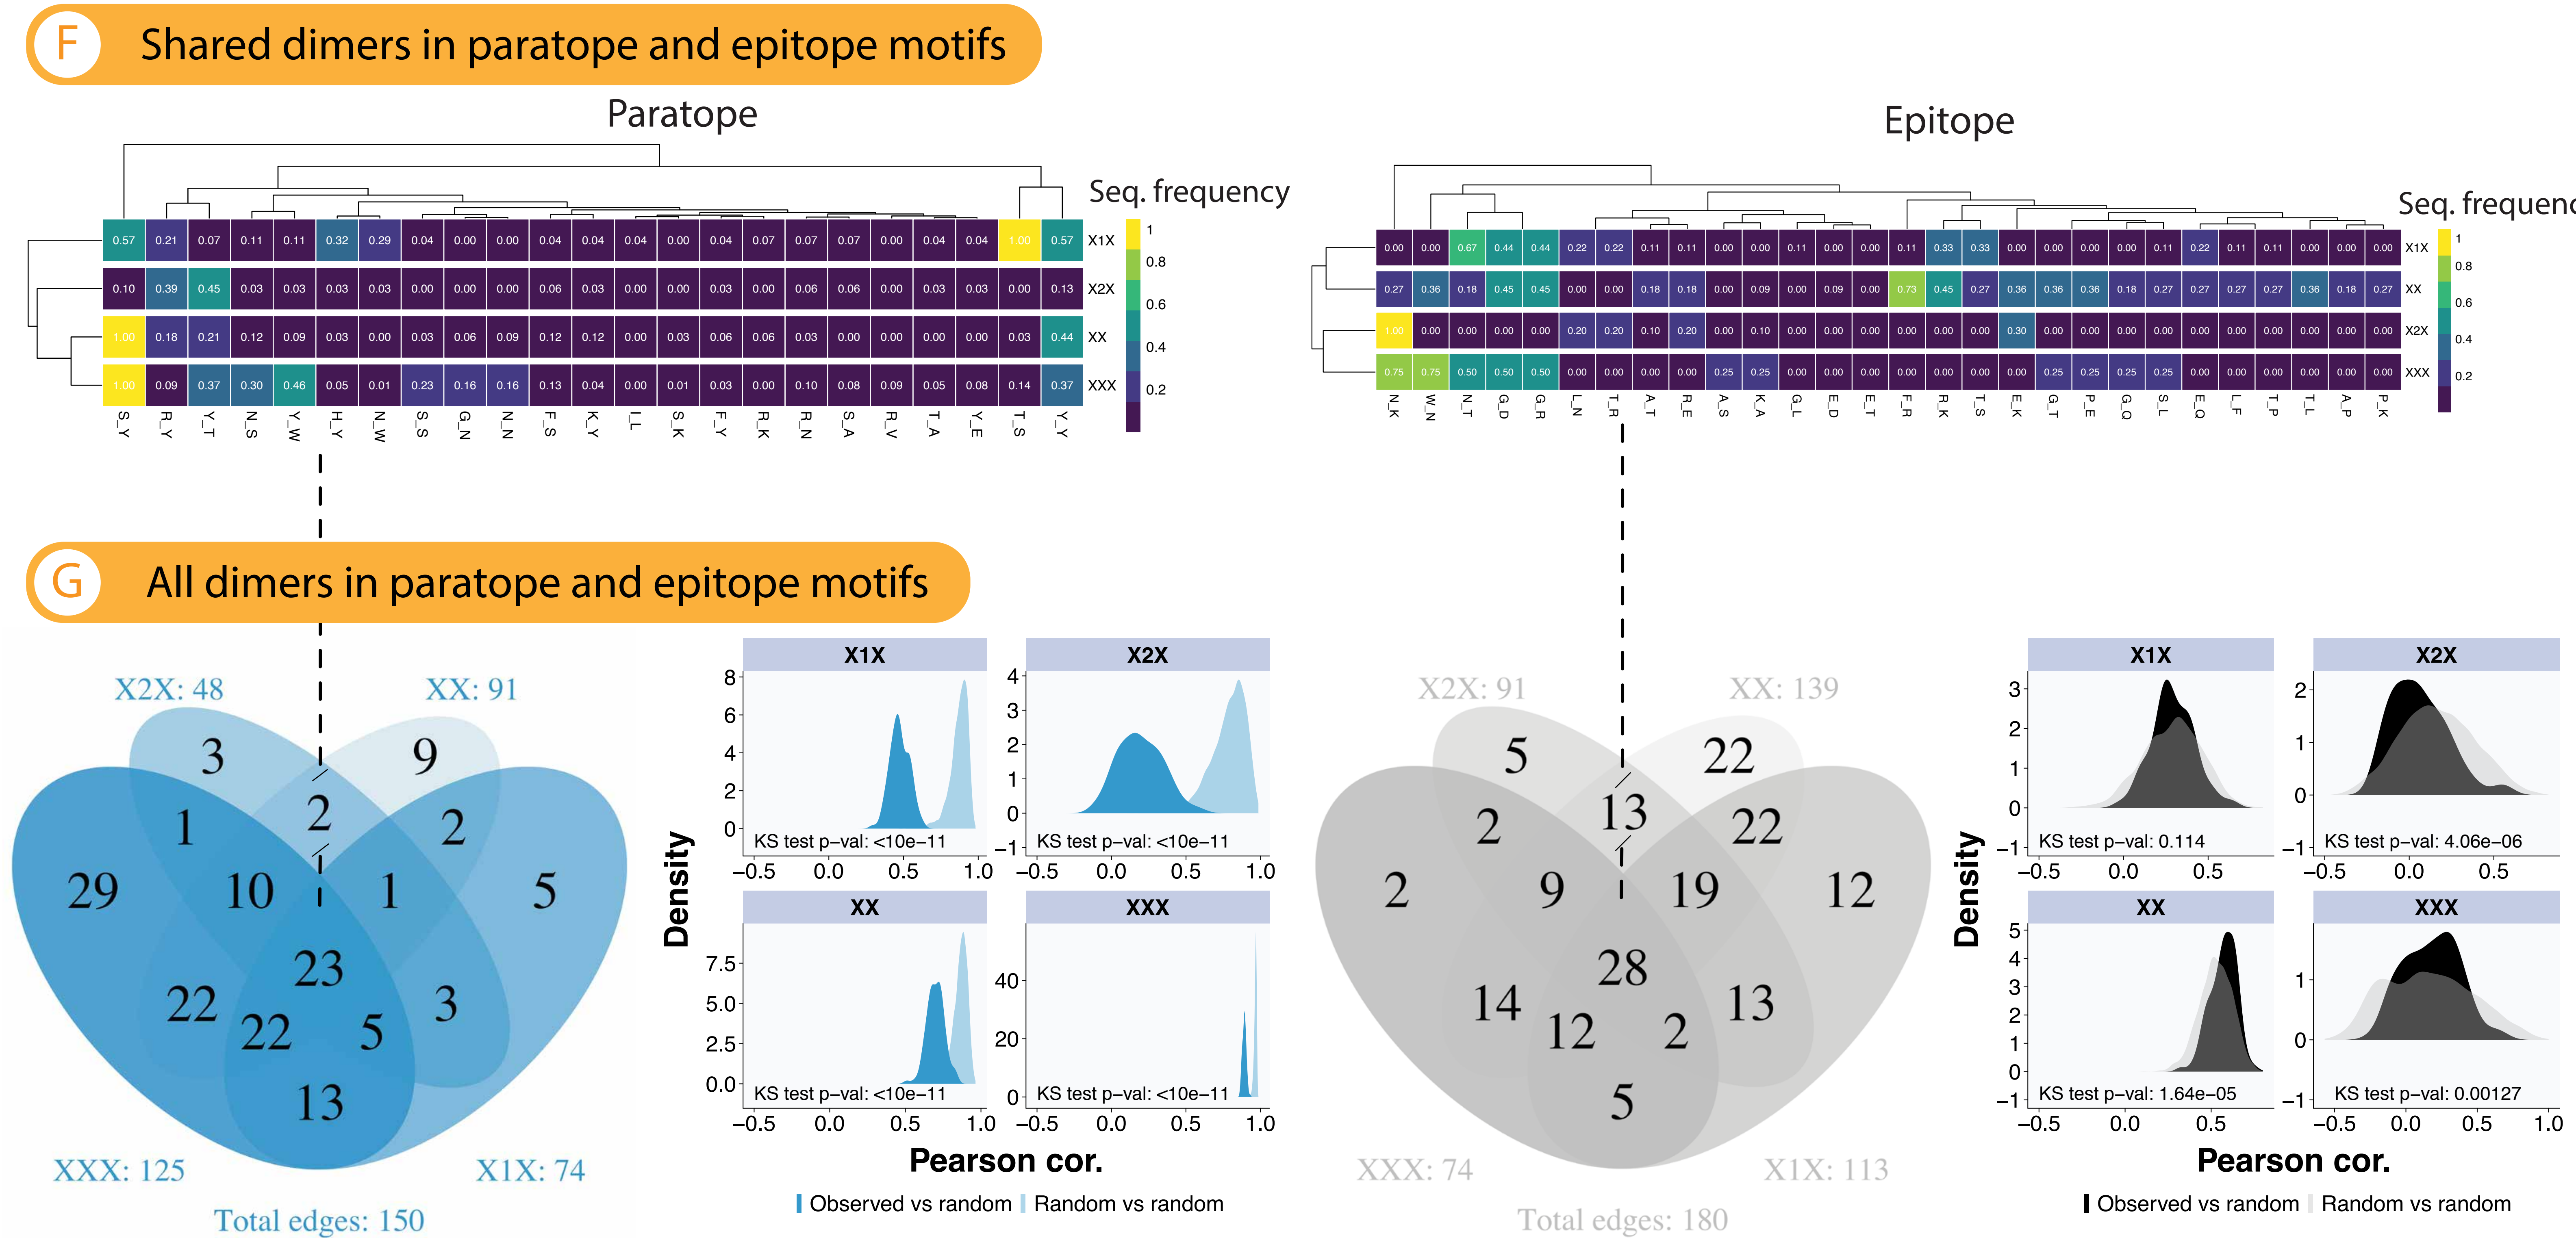 F Shared dimers in paratope and epitope motifs
Paratope
Seq. frequency
0.57 0.21 0.07 0.11 0.11 0.32 0.29 0.04 0.00 0.00 0.04 0.04 0.04 0.00 0.04 0.07 0.07 0.07 0.00 0.04 0.04 1.00 0.57 X1X
0.10 0.39 0.45 0.03 0.03 0.03 0.03 0.00 0.00 0.00 0.06 0.03 0.00 0.00 0.03 0.00 0.06 0.06 0.00 0.03 0.03 0.00 0.13 X2X
1.00 0.18 0.21 0.12 0.09 0.03 0.00 0.03 0.06 0.09 0.12 0.12 0.00 0.03 0.06 0.06 0.03 0.00 0.00 0.00 0.00 0.03 0.44 XX
1.00 0.09 0.37 0.30 0.46 0.05 0.01 0.23 0.16 0.16 0.13 0.04 0.00 0.01 0.03 0.00 0.10 0.08 0.09 0.05 0.08 0.14 0.37 XXX
S_Y R_Y Y_T N_S Y_W H_Y N_W S_S G_N N_N F_S K_Y I_L S_K F_Y R_K R_N S_A R_V T_A Y_E T_S Y_Y
1
0.8
0.6
0.4
0.2
Epitope
Seq. frequenc
0.00 0.00 0.67 0.44 0.44 0.22 0.22 0.11 0.11 0.00 0.00 0.11 0.00 0.00 0.11 0.33 0.33 0.00 0.00 0.00 0.00 0.11 0.22 0.11 0.11 0.00 0.00 0.00 X1X
0.27 0.36 0.18 0.45 0.45 0.00 0.00 0.18 0.18 0.00 0.09 0.00 0.09 0.00 0.73 0.45 0.27 0.36 0.36 0.36 0.18 0.27 0.27 0.27 0.27 0.36 0.18 0.27 XX
1.00 0.00 0.00 0.00 0.00 0.20 0.20 0.10 0.20 0.00 0.10 0.00 0.00 0.00 0.00 0.00 0.00 0.30 0.00 0.00 0.00 0.00 0.00 0.00 0.00 0.00 0.00 0.00 X2X
0.75 0.75 0.50 0.50 0.50 0.00 0.00 0.00 0.00 0.25 0.25 0.00 0.00 0.00 0.00 0.00 0.00 0.00 0.25 0.25 0.25 0.25 0.00 0.00 0.00 0.00 0.00 0.00 XXX
N_K W_N N_T G_D G_R L_N T_R A_T R_E A_S K_A G_L E_D E_T F_R R_K T_S E_K G_T P_E G_Q S_L E_Q L_F T_P T_L A_P P_K
1
0.8
0.6
0.4
0.2
G All dimers in paratope and epitope motifs
X2X: 48 XX: 91
3 9
1 2 2
29 10 1 5
23
22 22 5 3
13
XXX: 125 X1X: 74
Total edges: 150
Density
X1X
8
6
4
2
0
KS test p-val: <10e-11
-0.5 0.0 0.5 1.0
X2X
4
3
2
1
0
-1
KS test p-val: <10e-11
-0.5 0.0 0.5 1.0
XX
7.5
5.0
2.5
0.0
KS test p-val: <10e-11
-0.5 0.0 0.5 1.0
XXX
40
20
0
KS test p-val: <10e-11
-0.5 0.0 0.5 1.0
Pearson cor.
Observed vs random Random vs random
X2X: 91 XX: 139
5 22
2 13 22
2 9 19 12
28
14 12 2 13
5
XXX: 74 X1X: 113
Total edges: 180
Density
X1X
3
2
1
0
-1
KS test p-val: 0.114
-0.5 0.0 0.5
X2X
2
1
0
-1
KS test p-val: 4.06e-06
-0.5 0.0 0.5
XX
5
4
3
2
1
0
-1
KS test p-val: 1.64e-05
-0.5 0.0 0.5
XXX
1
0
-1
KS test p-val: 0.00127
-0.5 0.0 0.5 1.0
Pearson cor.
Observed vs random Random vs random